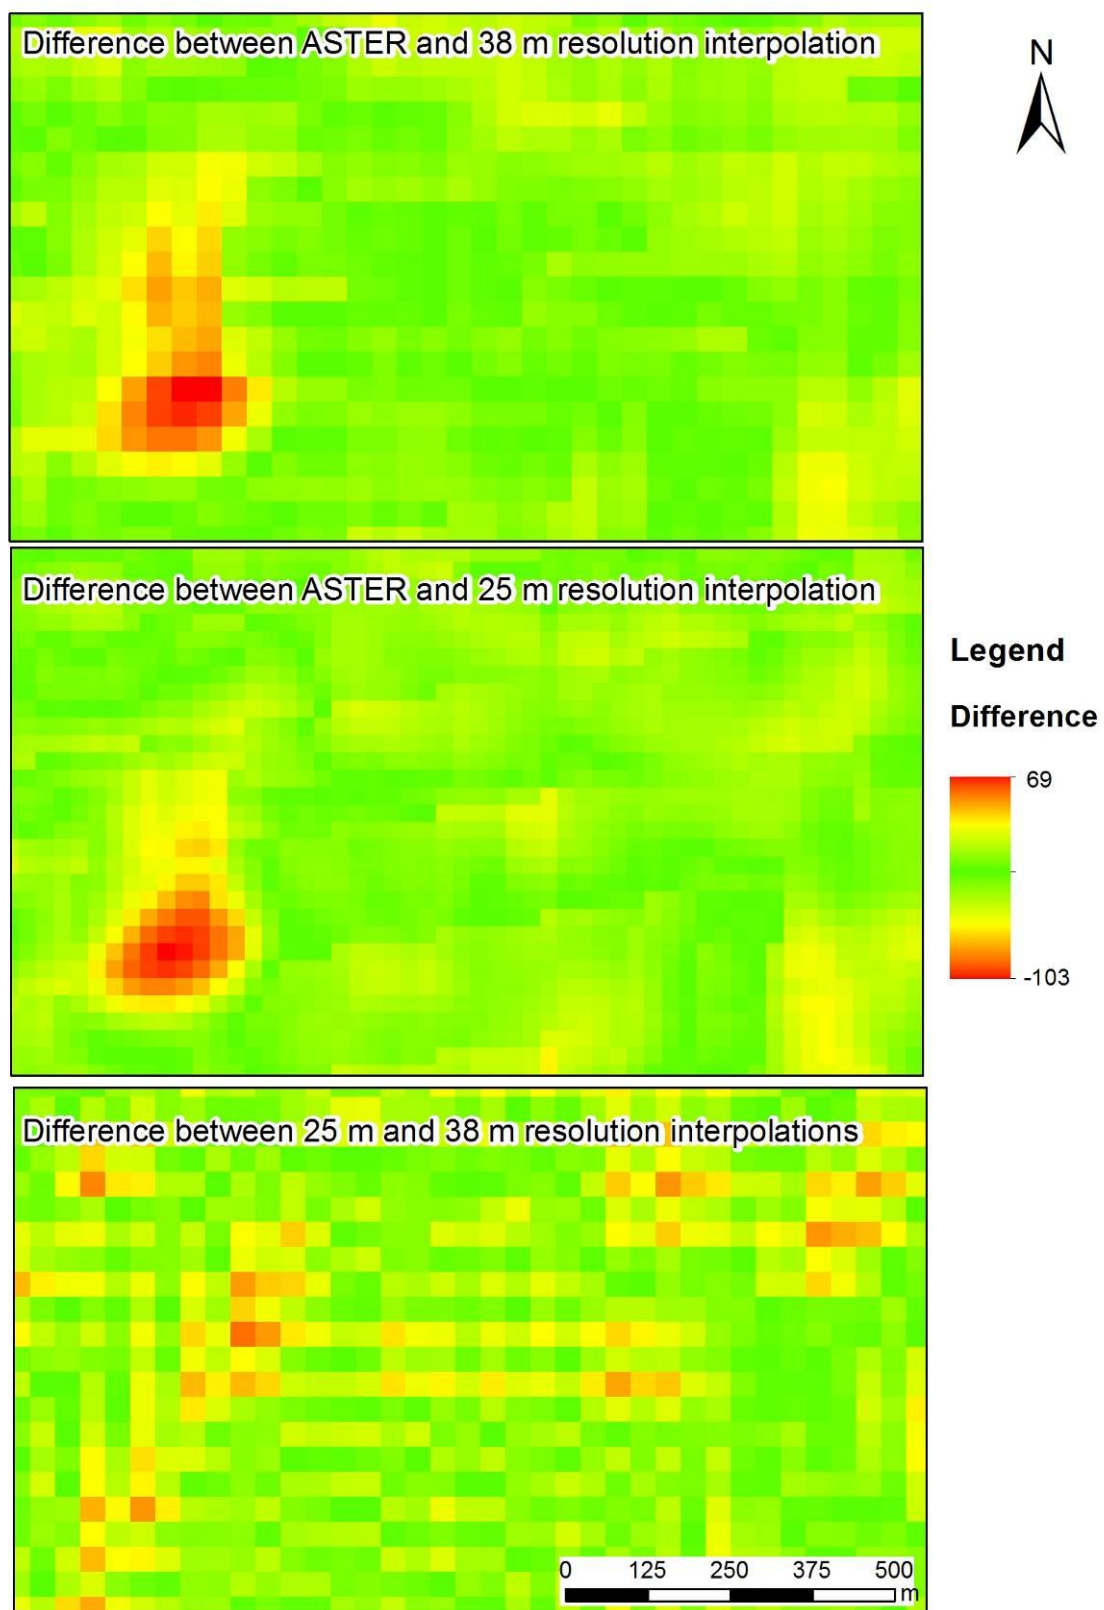 Difference between ASTER and 38 m resolution interpolation
N
Difference between ASTER and 25 m resolution interpolation
Legend
Difference
69
-103
Difference between 25 m and 38 m resolution interpolations
0 125 250 375 500
m